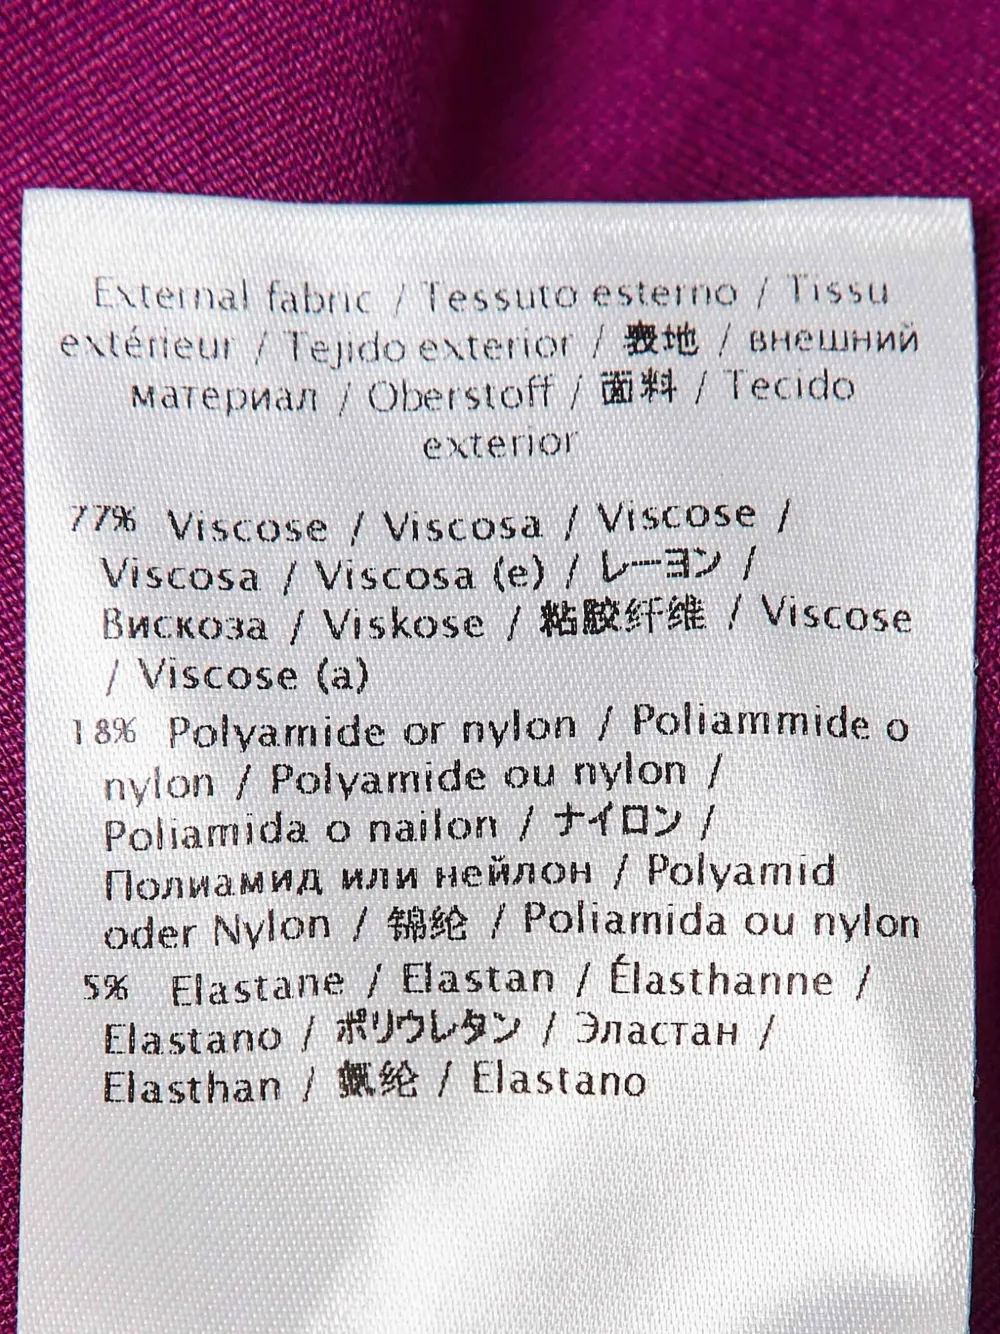 External fabric / Tessuto esterno / Tissu
extérieur / Tejido exterior / 表地 / внешний
материал / Oberstoff / 面料 / Tecido
exterior
77% Viscose / Viscosa / Viscose /
Viscosa / Viscosa (e) / レーヨン /
Вискоза / Viskose / 粘胶纤维 / Viscose
/ Viscose (a)
18% Polyamide or nylon / Poliammide o
nylon / Polyamide ou nylon /
Poliamida o nailon / ナイロン /
Полиамид или нейлон / Polyamid
oder Nylon / 锦纶 / Poliamida ou nylon
5% Elastane / Elastan / Élasthanne /
Elastano / ポリウレタン / Эластан /
Elasthan / 氨纶 / Elastano